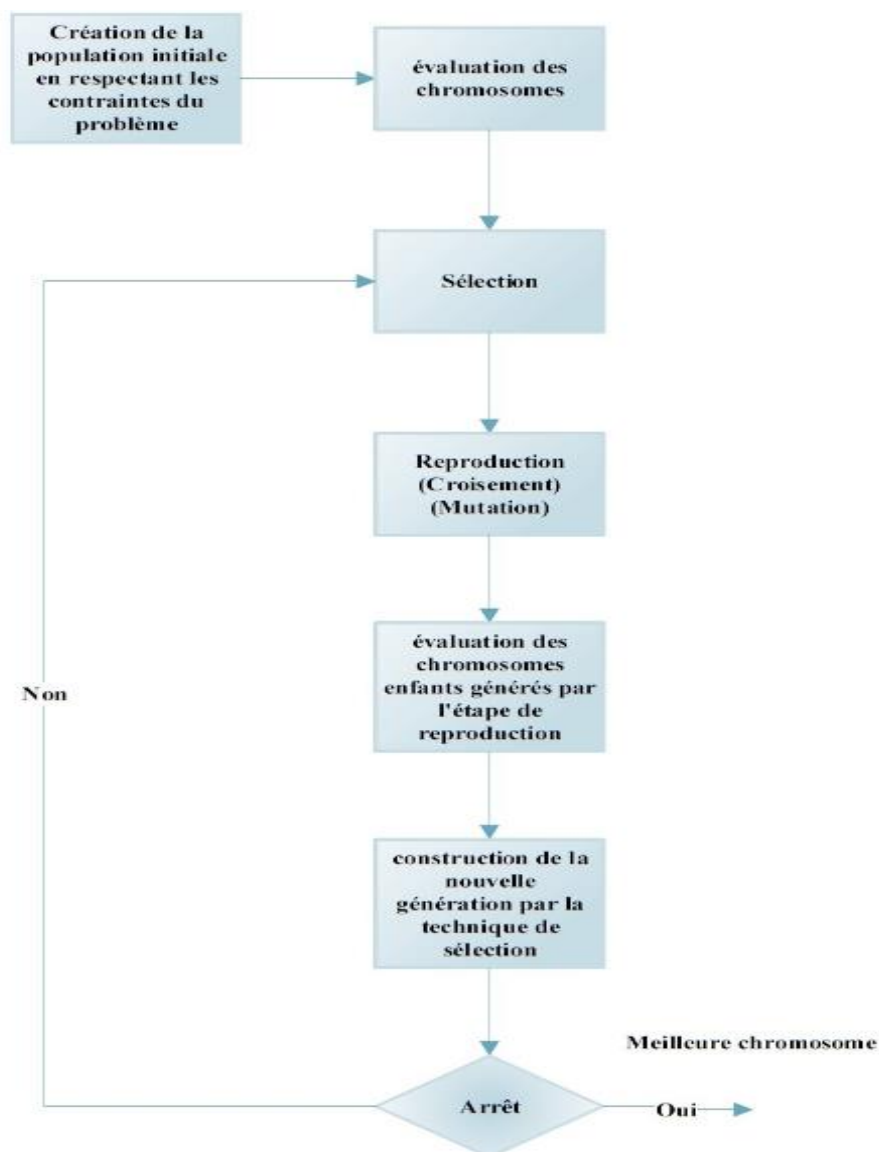 Création de la
population initiale
en respectant les
contraintes du
problème
évaluation des
chromosomes
Sélection
Reproduction
(Croisement)
(Mutation)
évaluation des
chromosomes
enfants générés par
l'étape de
reproduction
Non
construction de la
nouvelle
génération par la
technique de
sélection
Meilleure chromosome
Arrêt
Oui